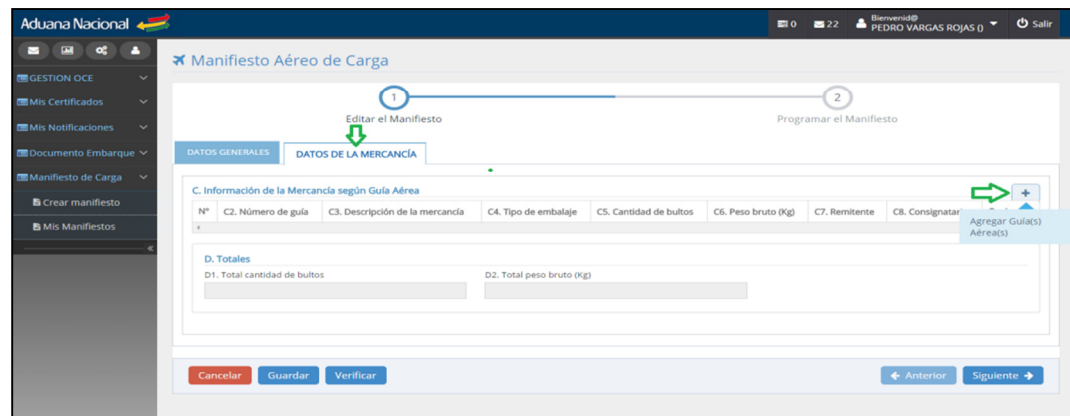 Aduana Nacional
0
22
Bienvenid@
PEDRO VARGAS ROJAS ()
Salir
GESTION OCE
Mis Certificados
Mis Notificaciones
Documento Embarque
Manifiesto de Carga
Crear manifiesto
Mis Manifiestos
Manifiesto Aéreo de Carga
1
2
Editar el Manifiesto
Programar el Manifiesto
DATOS GENERALES
DATOS DE LA MERCANCÍA
C. Información de la Mercancía según Guía Aérea
+
N° C2. Número de guía C3. Descripción de la mercancía C4. Tipo de embalaje C5. Cantidad de bultos C6. Peso bruto (Kg) C7. Remitente C8. Consignatar
Agregar Guía(s)
Aérea(s)
D. Totales
D1. Total cantidad de bultos D2. Total peso bruto (Kg)
Cancelar Guardar Verificar Anterior Siguiente